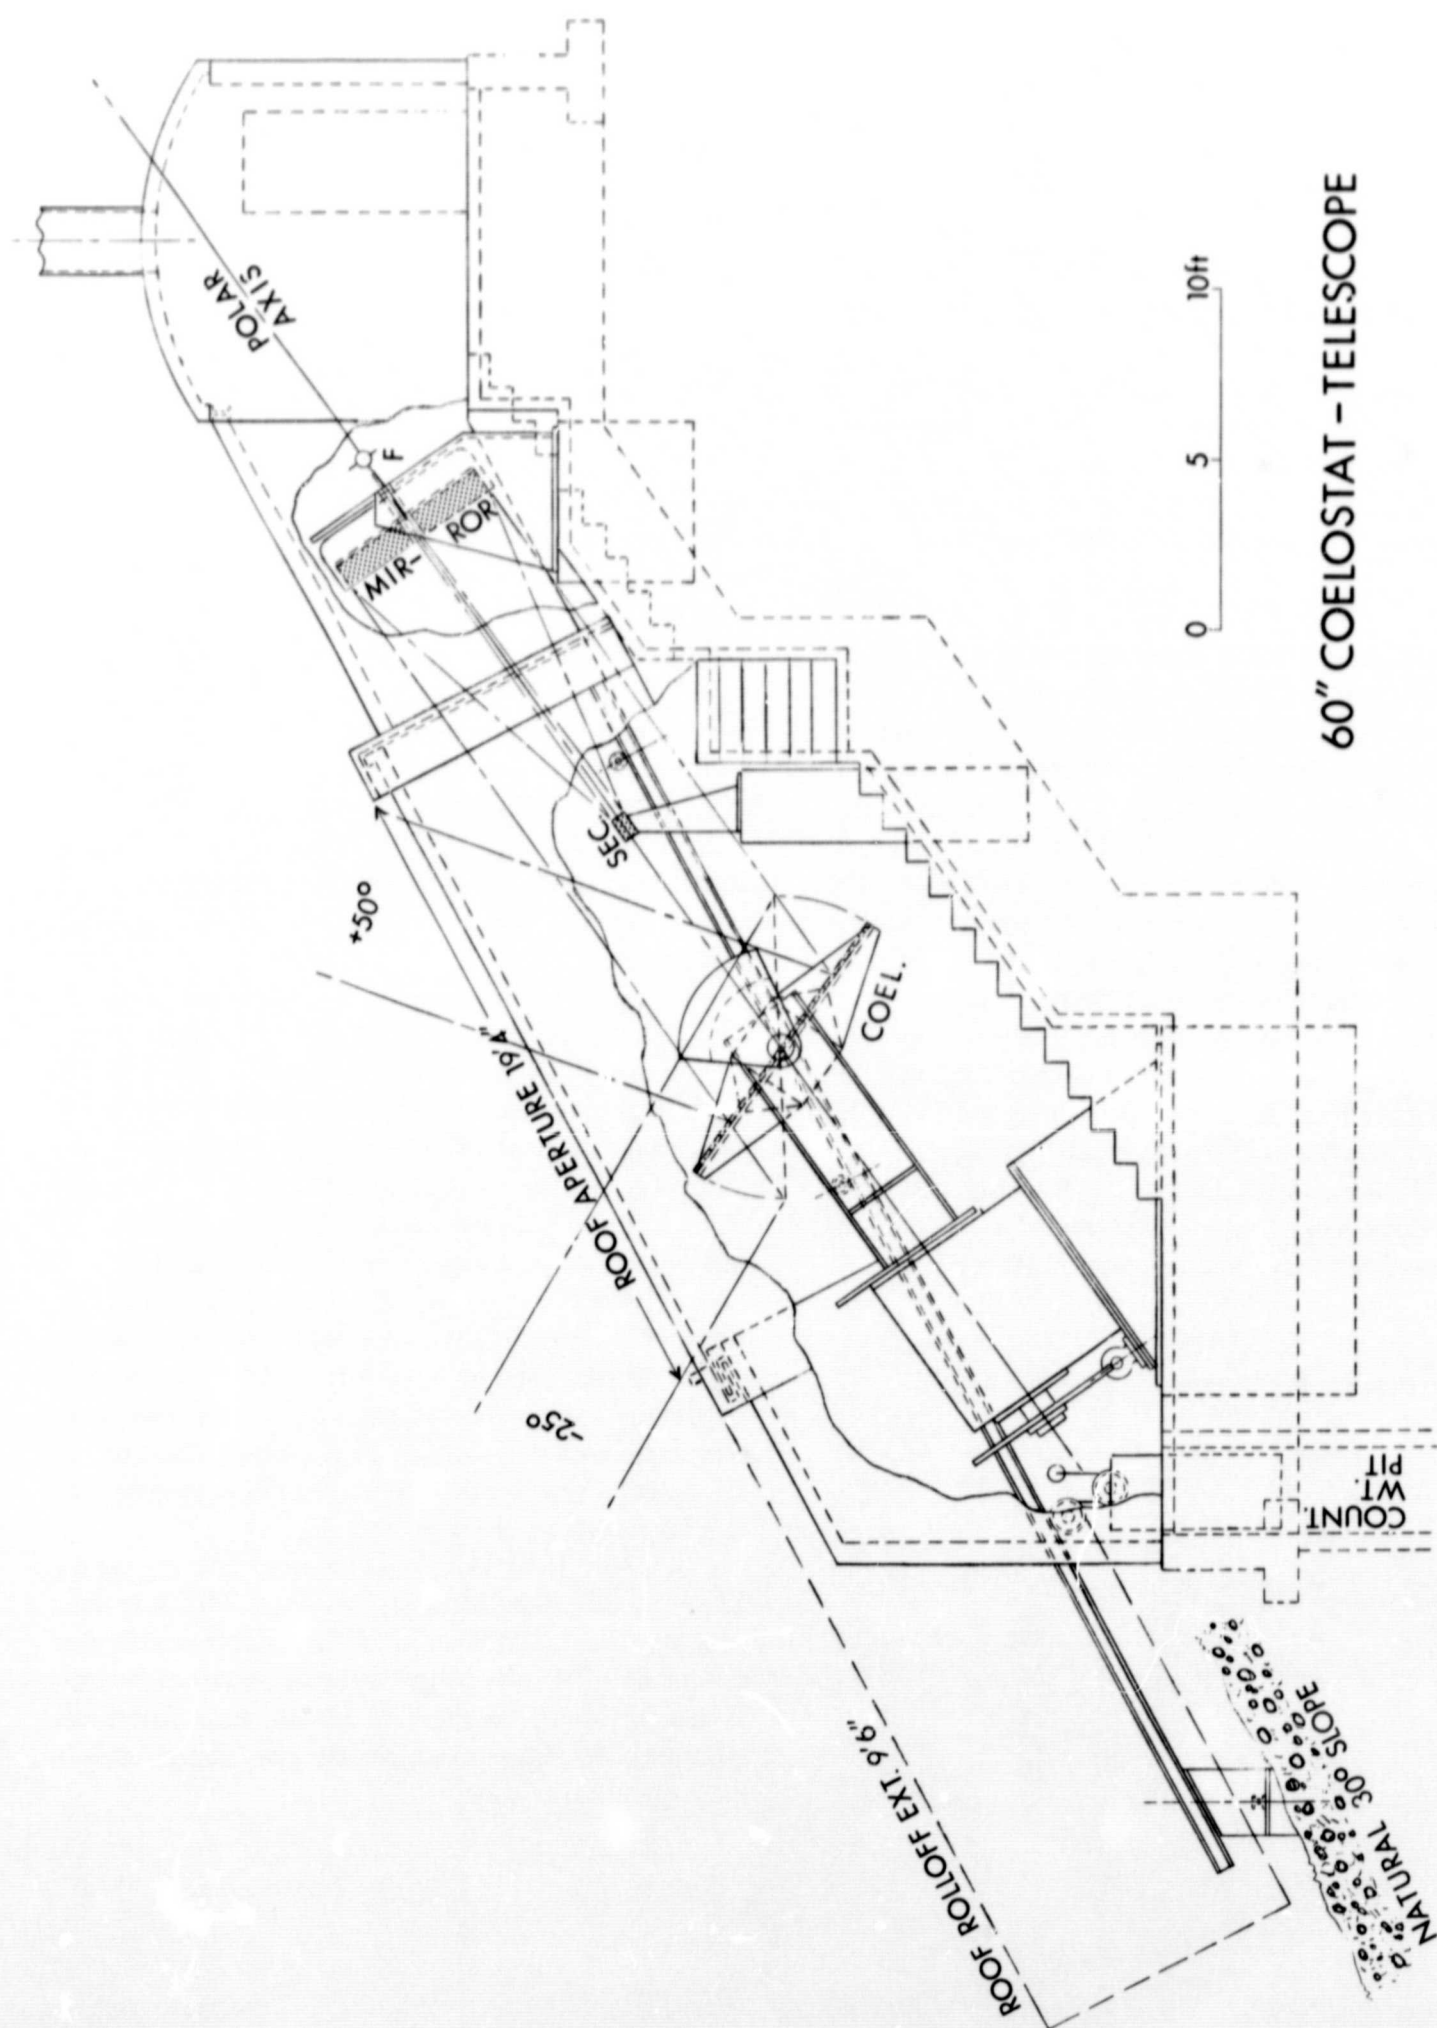 POLAR
AXIS
F
MIR-
ROR
SEC
+50°
COEL.
ROOF APERTURE 19'4"
-25°
ROOF ROLLOFF EXT. 9'6"
COUNT.
WT.
PIT
NATURAL 30° SLOPE
0 5 10ft
60" COELOSTAT - TELESCOPE